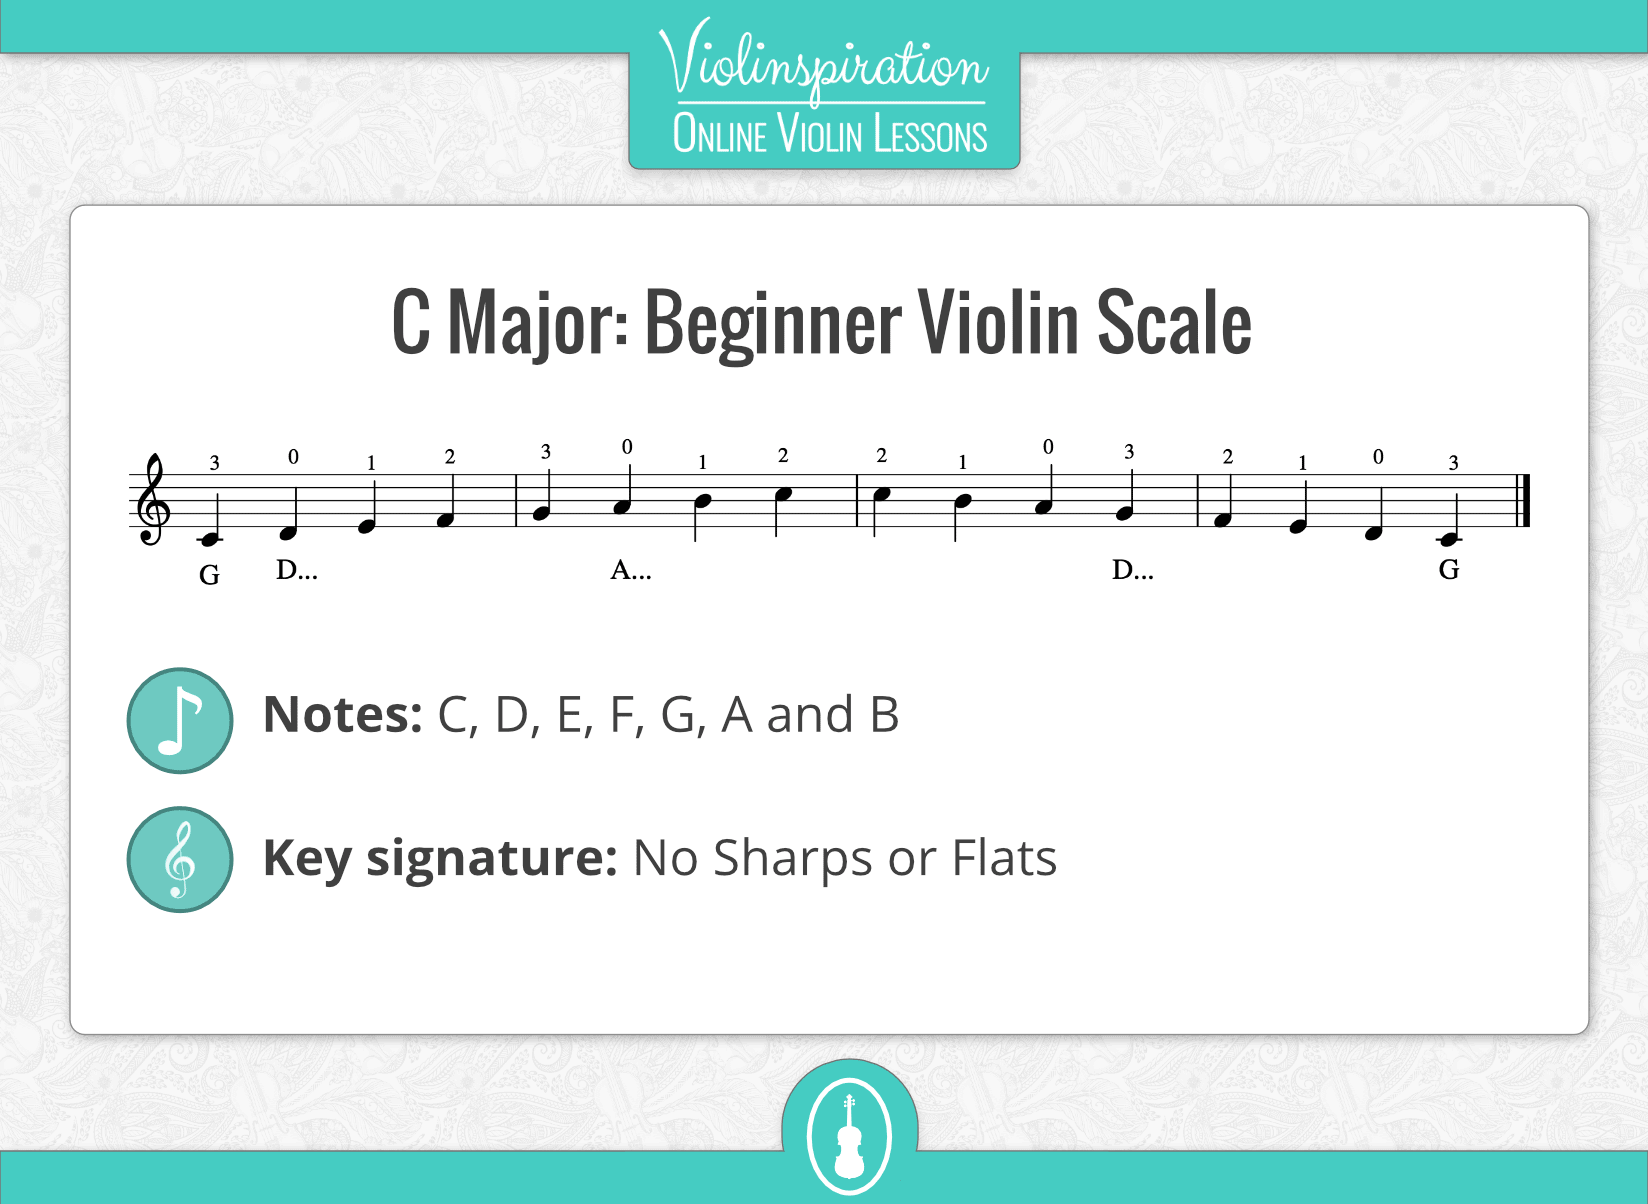 Violinspiration
ONLINE VIOLIN LESSONS
C Major: Beginner Violin Scale
3 0 1 2 3 0 1 2 2 1 0 3 2 1 0 3
G D... A... D... G
Notes: C, D, E, F, G, A and B
Key signature: No Sharps or Flats